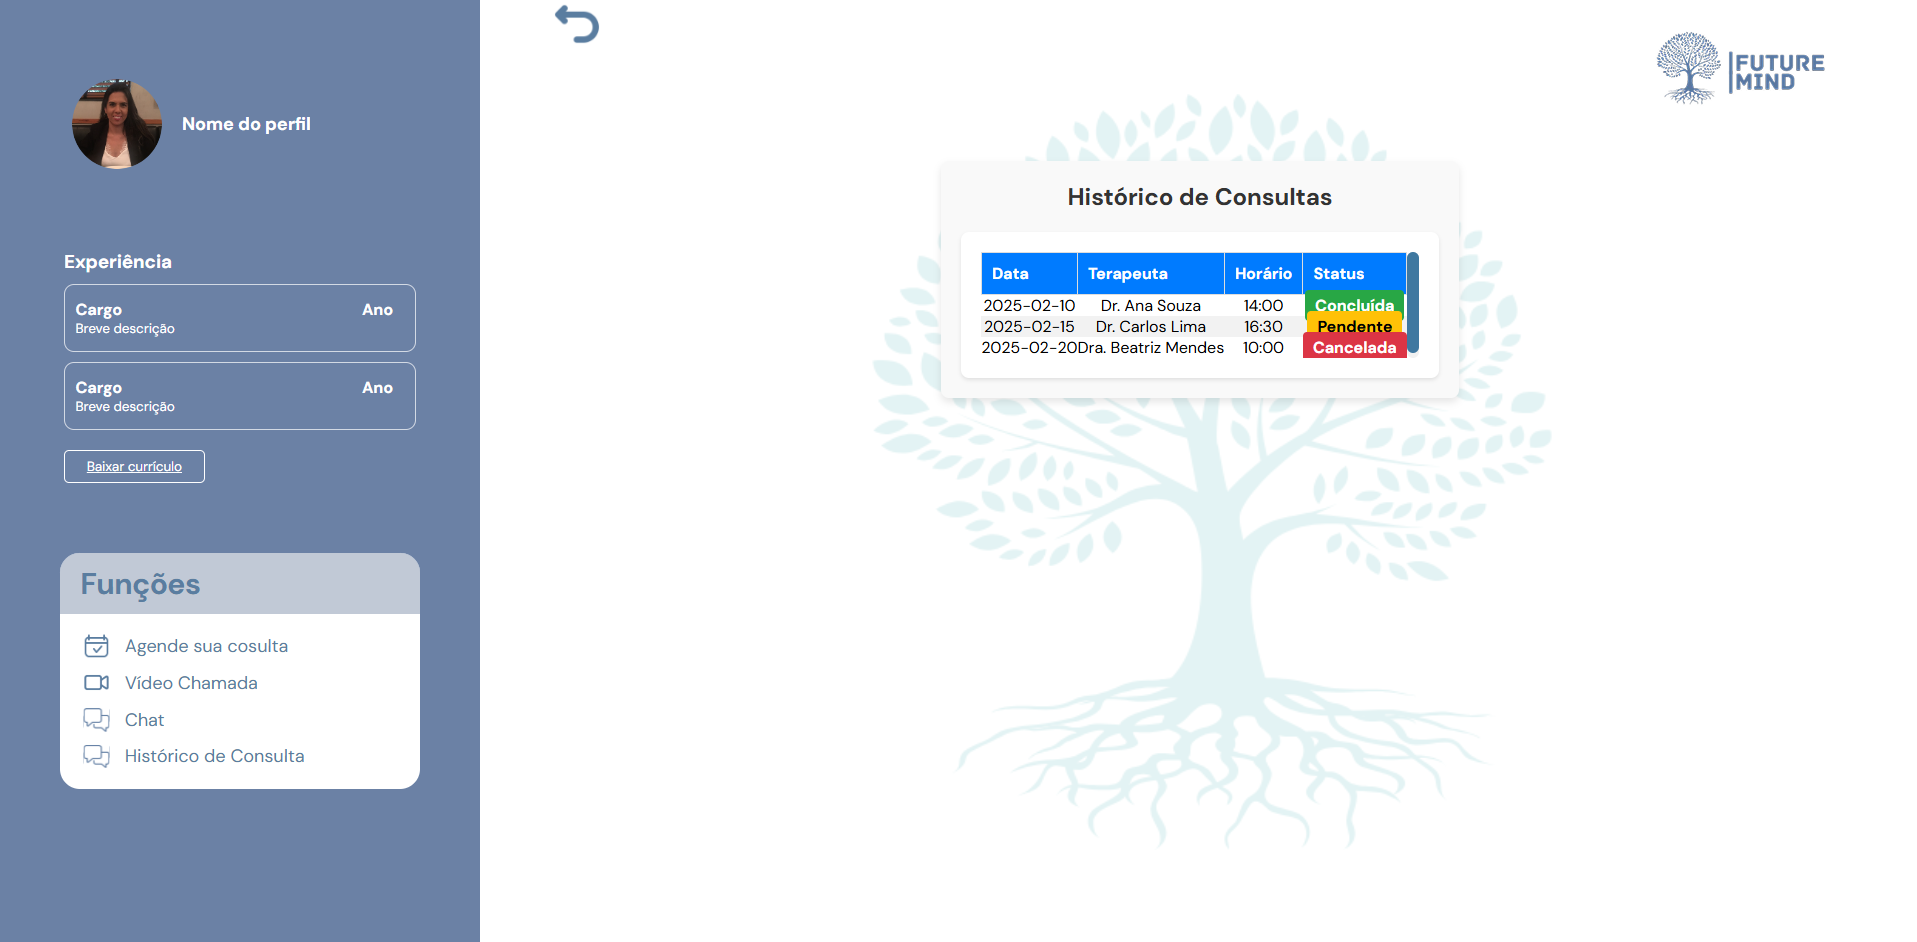 Nome do perfil
Experiência
Cargo Ano
Breve descrição
Cargo Ano
Breve descrição
Baixar currículo
Funções
Agende sua cosulta
Vídeo Chamada
Chat
Histórico de Consulta
FUTURE
MIND
Histórico de Consultas
Data Terapeuta Horário Status
2025-02-10 Dr. Ana Souza 14:00 Concluída
2025-02-15 Dr. Carlos Lima 16:30 Pendente
2025-02-20 Dra. Beatriz Mendes 10:00 Cancelada